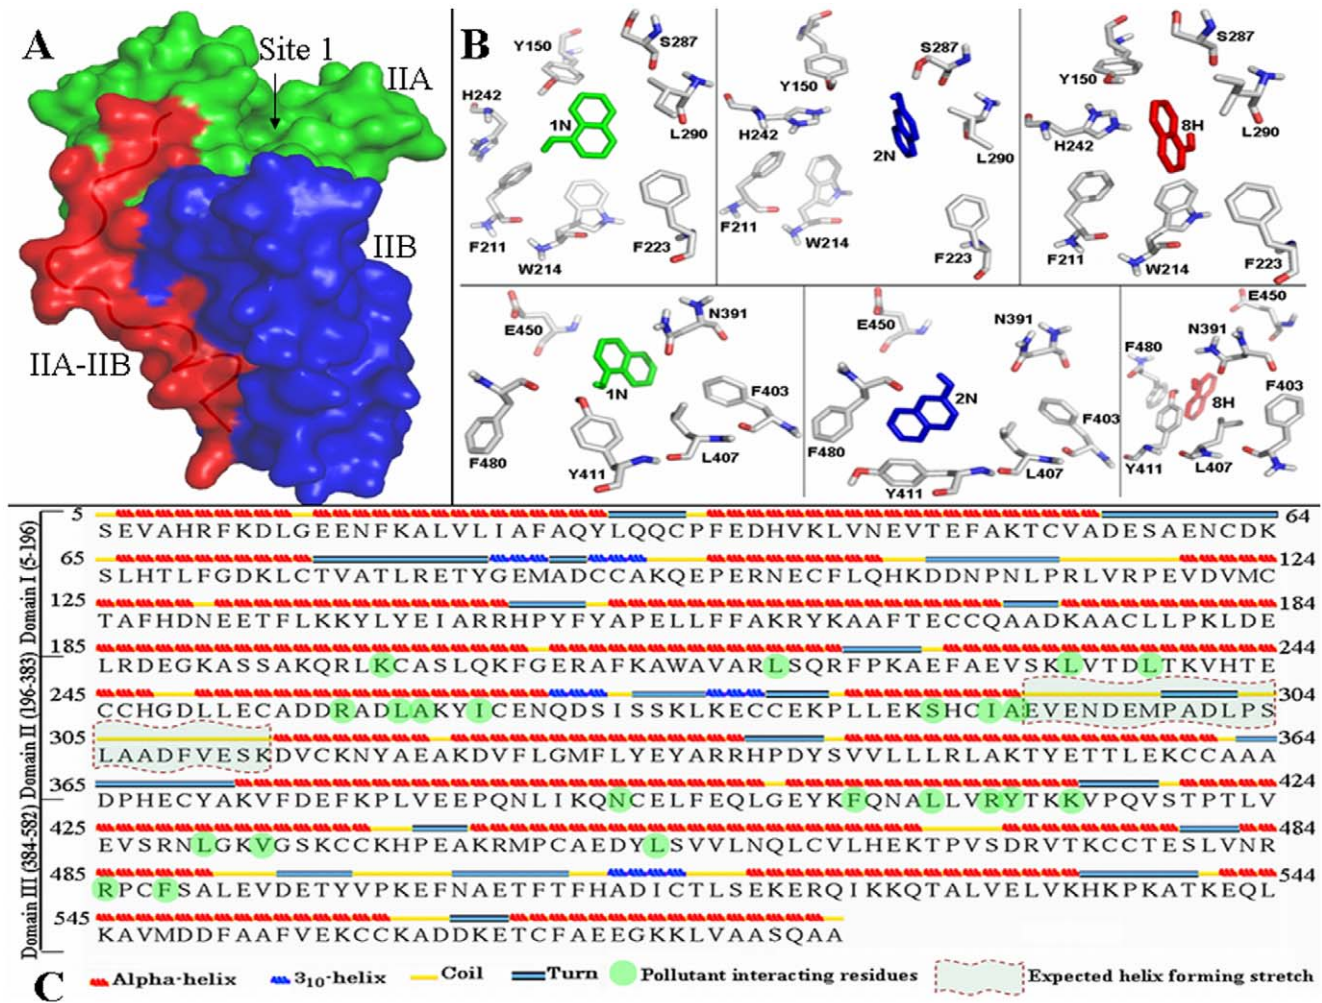 A
Site 1
IIA
IIB
IIA-IIB
B
Y150
S287
H242
1N
L290
F211
W214
F223
Y150
S287
H242
2N
L290
F211
W214
F223
Y150
S287
H242
8H
L290
F211
W214
F223
E450
N391
1N
F403
F480
Y411
L407
E450
N391
2N
F403
F480
Y411
L407
E450
N391
F480
F403
8H
Y411
L407
Domain I (5-196)
Domain II (196-383)
Domain III (384-582)
5 SEVAHRFKDLGEENFKALVLIAFAQYLQQCPFEDHVKLVNEVTEFAKTCVADESAENCDK 64
65 SLHTLFGDKLCTVATLRETYGEMADCCAKQEPERNECFLQHKDDNPNLPRLVRPEVDVMC 124
125 TAFHDNEETFLKKYLYEIARRHPYFYAPELLFFAKRYKAAFTECCQAADKAACLLPKLDE 184
185 LRDEGKASSAKQRLKCASLQKFGERAFKAWAVARLSQRFPKAEFAEVSKLVTDLTKVHTE 244
245 CCHGDLLECADDRADLAKYICENQDSISSKLKECCEKPLLEKSHCIAEVENDEMPADLPS 304
305 LAADFVESKDVCKNYAEAKDVFLGMFLYEYARRHPDYSVVLLLRLAKTYETTLEKCCAAA 364
365 DPHECYAKVFDEFKPLVEEPQNLIKQNCELFEQLGEYKFQNALLVRYTKKVPQVSTPTLV 424
425 EVSRNLGKVGSKCCKHPEAKRMPCAEDYLSVVLNQLCVLHEKTPVSDRVTKCCTESLVNR 484
485 RPCFSALEVDETYVPKEFNAETFTFHADICTLSEKERQIKKQTALVELVKHKPKATKEQL 544
545 KAVMDDFAAFVEKCCKADDKETCFAEEGKKLVAASQAA
C Alpha-helix 3₁₀-helix Coil Turn Pollutant interacting residues Expected helix forming stretch